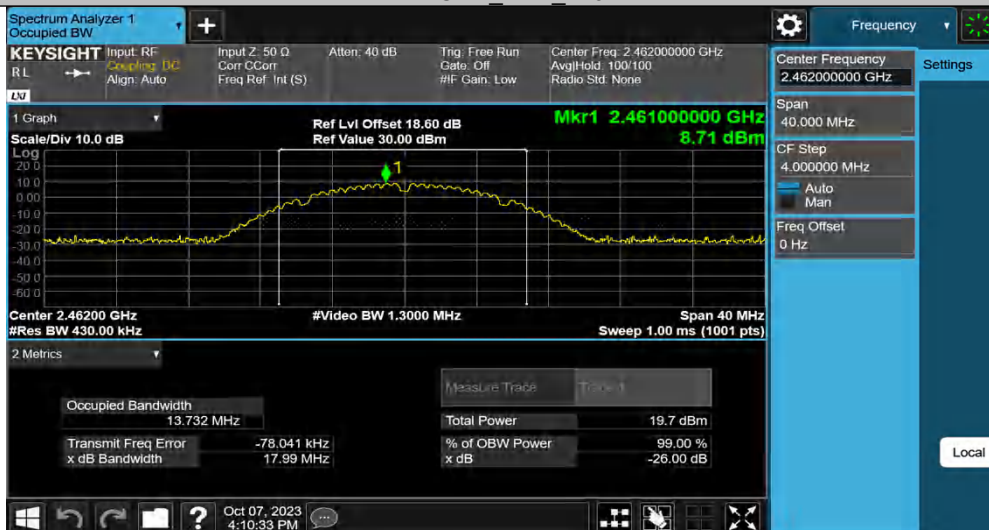 Spectrum Analyzer 1
Occupied BW
Frequency
KEYSIGHT
RL
LXI
Input: RF
Coupling: DC
Align: Auto
Input Z: 50 Ω
Corr CCorr
Freq Ref: Int (S)
Atten: 40 dB
Trig: Free Run
Gate: Off
#IF Gain: Low
Center Freq: 2.462000000 GHz
Avg|Hold: 100/100
Radio Std: None
Center Frequency
2.462000000 GHz
Settings
Span
40.000 MHz
CF Step
4.000000 MHz
Auto
Man
Freq Offset
0 Hz
1 Graph
Scale/Div 10.0 dB
Ref Lvl Offset 18.60 dB
Ref Value 30.00 dBm
Mkr1 2.461000000 GHz
8.71 dBm
Log
20.0
10.0
0.00
-10.0
-20.0
-30.0
-40.0
-50.0
-60.0
1
Center 2.46200 GHz
#Res BW 430.00 kHz
#Video BW 1.3000 MHz
Span 40 MHz
Sweep 1.00 ms (1001 pts)
2 Metrics
Measure Trace
Trace 1
Occupied Bandwidth
13.732 MHz
Total Power 19.7 dBm
Transmit Freq Error -78.041 kHz
% of OBW Power 99.00 %
x dB Bandwidth 17.99 MHz
x dB -26.00 dB
Local
?
Oct 07, 2023
4:10:33 PM